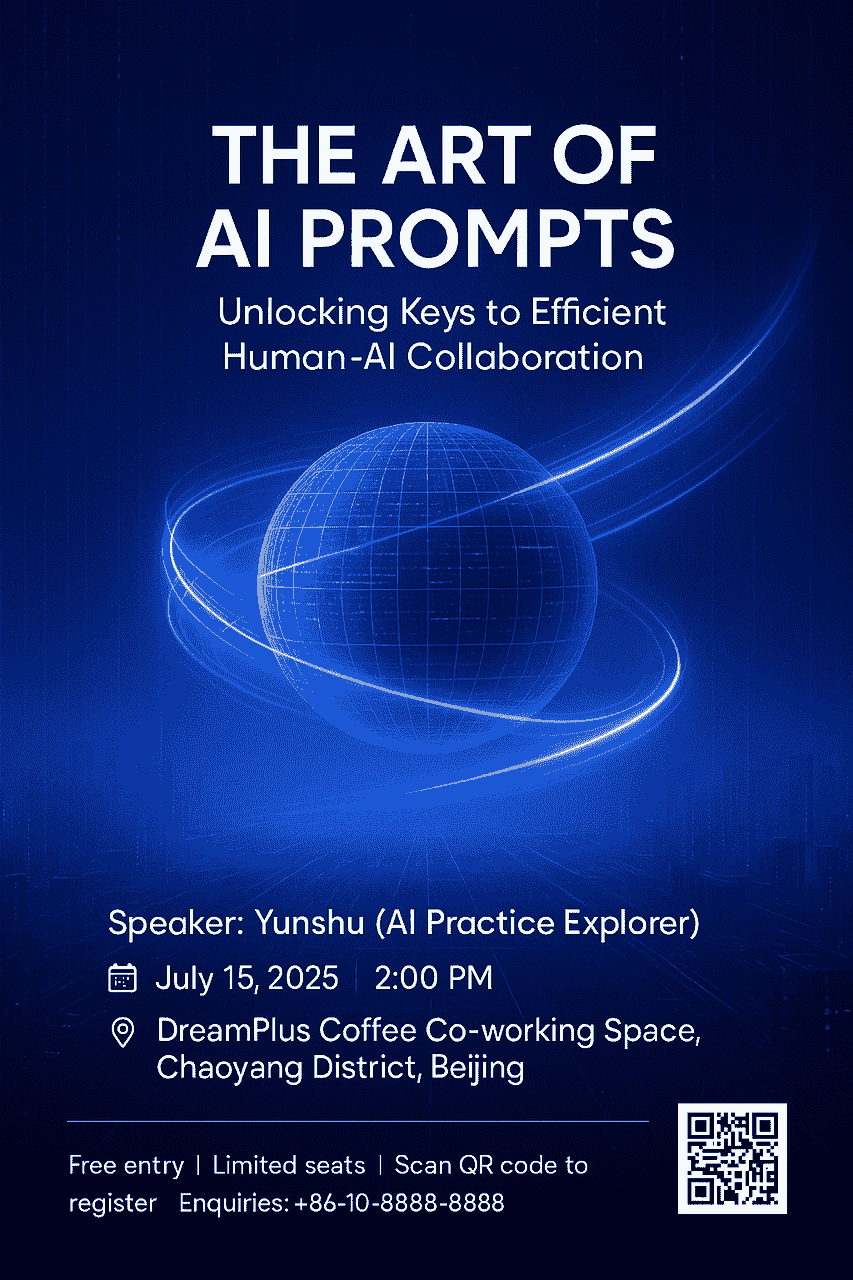 THE ART OF
AI PROMPTS
Unlocking Keys to Efficient
Human-AI Collaboration
Speaker: Yunshu (AI Practice Explorer)
July 15, 2025 | 2:00 PM
DreamPlus Coffee Co-working Space,
Chaoyang District, Beijing
Free entry | Limited seats | Scan QR code to
register Enquiries: +86-10-8888-8888